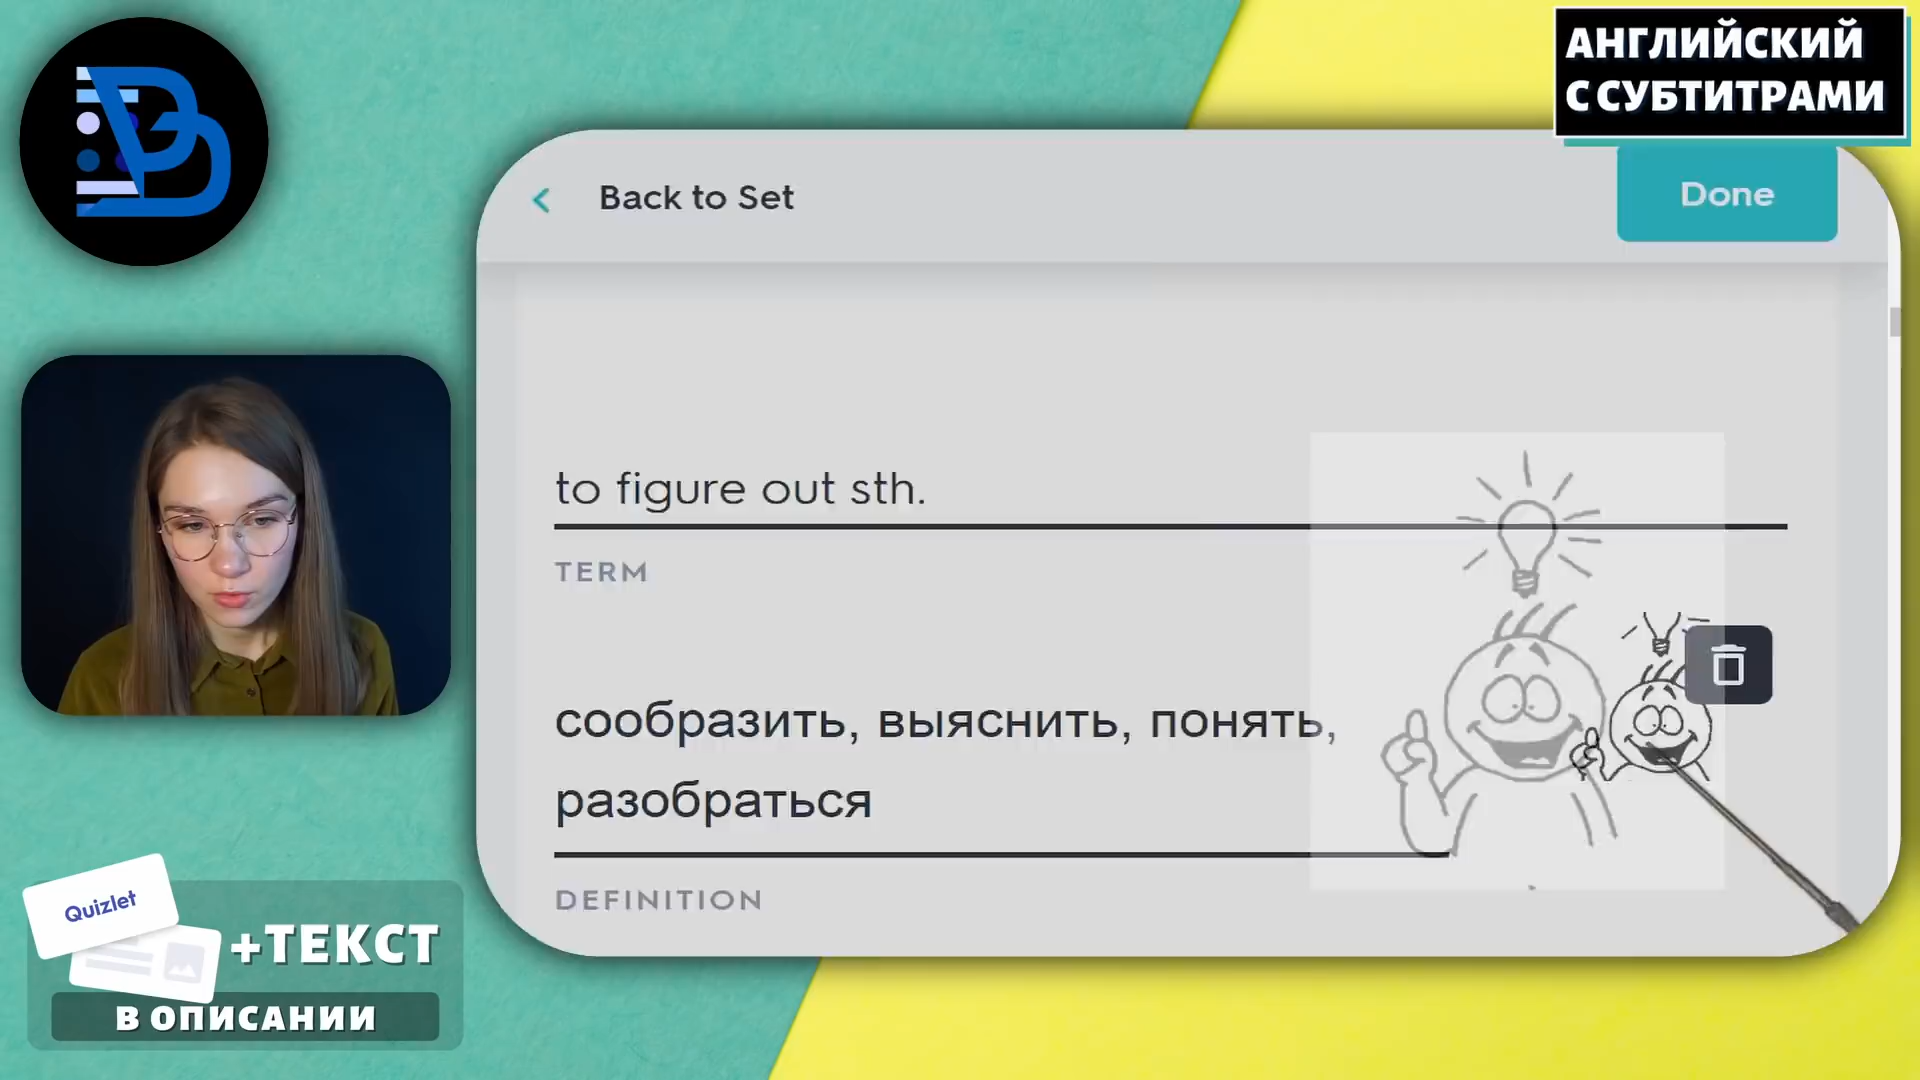 АНГЛИЙСКИЙ
С СУБТИТРАМИ
Back to Set
Done
to figure out sth.
TERM
сообразить, выяснить, понять,
разобраться
DEFINITION
Quizlet
+ТЕКСТ
В ОПИСАНИИ